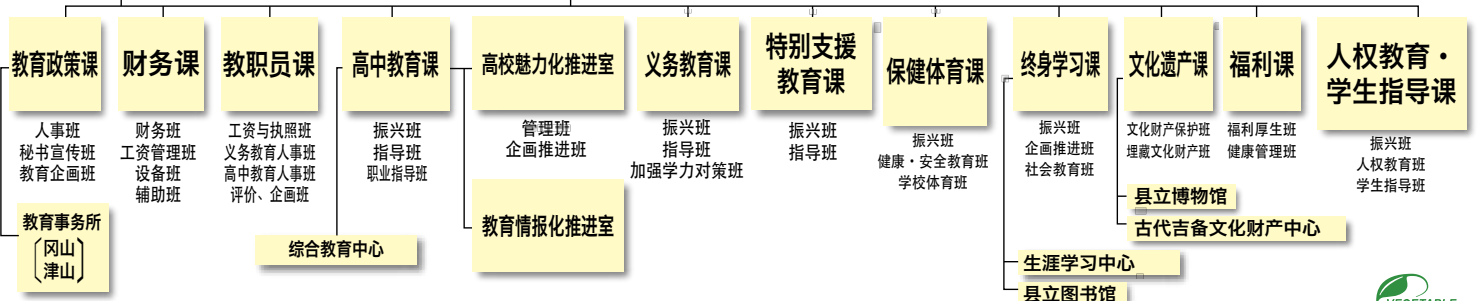 教育政策课
人事班
秘书宣传班
教育企画班
教育事务所
冈山
津山
财务课
财务班
工资管理班
设备班
辅助班
教职员课
工资与执照班
义务教育人事班
高中教育人事班
评价、企画班
高中教育课
振兴班
指导班
职业指导班
综合教育中心
高校魅力化推进室
管理班
企画推进班
教育情报化推进室
义务教育课
振兴班
指导班
加强学力对策班
特别支援
教育课
振兴班
指导班
保健体育课
振兴班
健康・安全教育班
学校体育班
终身学习课
振兴班
企画推进班
社会教育班
生涯学习中心
县立图书馆
文化遗产课
文化财产保护班
埋藏文化财产班
县立博物馆
古代吉备文化财产中心
福利课
福利厚生班
健康管理班
人权教育・
学生指导课
振兴班
人权教育班
学生指导班
VEGETABLE